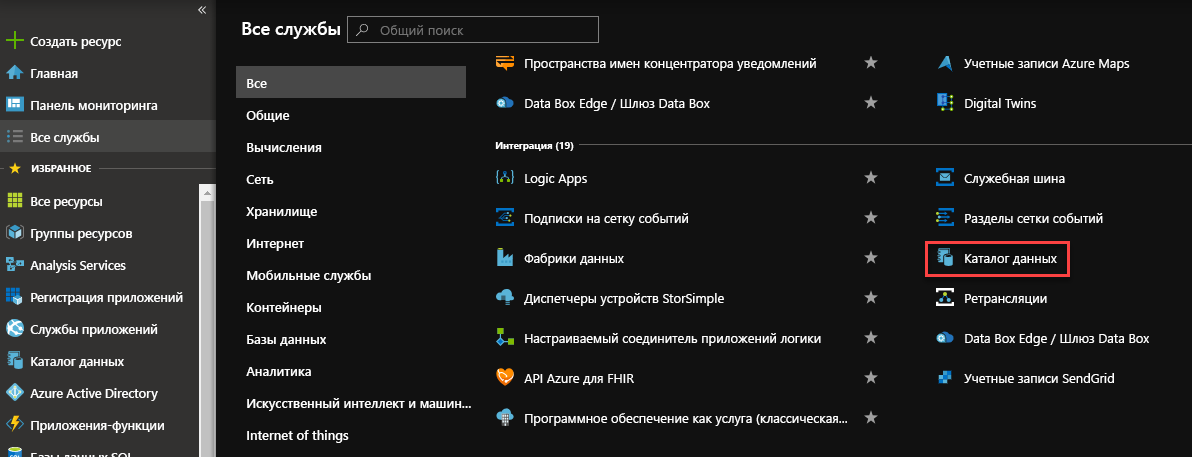 «
Создать ресурс
Главная
Панель мониторинга
Все службы
ИЗБРАННОЕ
Все ресурсы
Группы ресурсов
Analysis Services
Регистрация приложений
Службы приложений
Каталог данных
Azure Active Directory
Приложения-функции
Базы данных SQL
Все службы
Общий поиск
Все
Общие
Вычисления
Сеть
Хранилище
Интернет
Мобильные службы
Контейнеры
Базы данных
Аналитика
Искусственный интеллект и машин...
Internet of things
Пространства имен концентратора уведомлений
Учетные записи Azure Maps
Data Box Edge / Шлюз Data Box
Digital Twins
Интеграция (19)
Logic Apps
Служебная шина
Подписки на сетку событий
Разделы сетки событий
Фабрики данных
Каталог данных
Диспетчеры устройств StorSimple
Ретрансляции
Настраиваемый соединитель приложений логики
Data Box Edge / Шлюз Data Box
API Azure для FHIR
Учетные записи SendGrid
Программное обеспечение как услуга (классическая...